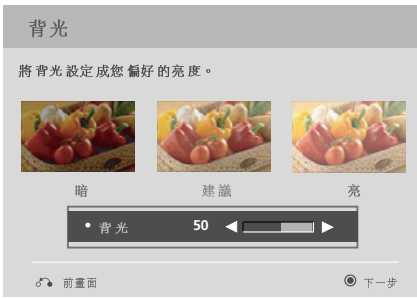 背光
將背光設定成您偏好的亮度。
暗 建議 亮
• 背光 50
前畫面 下一步